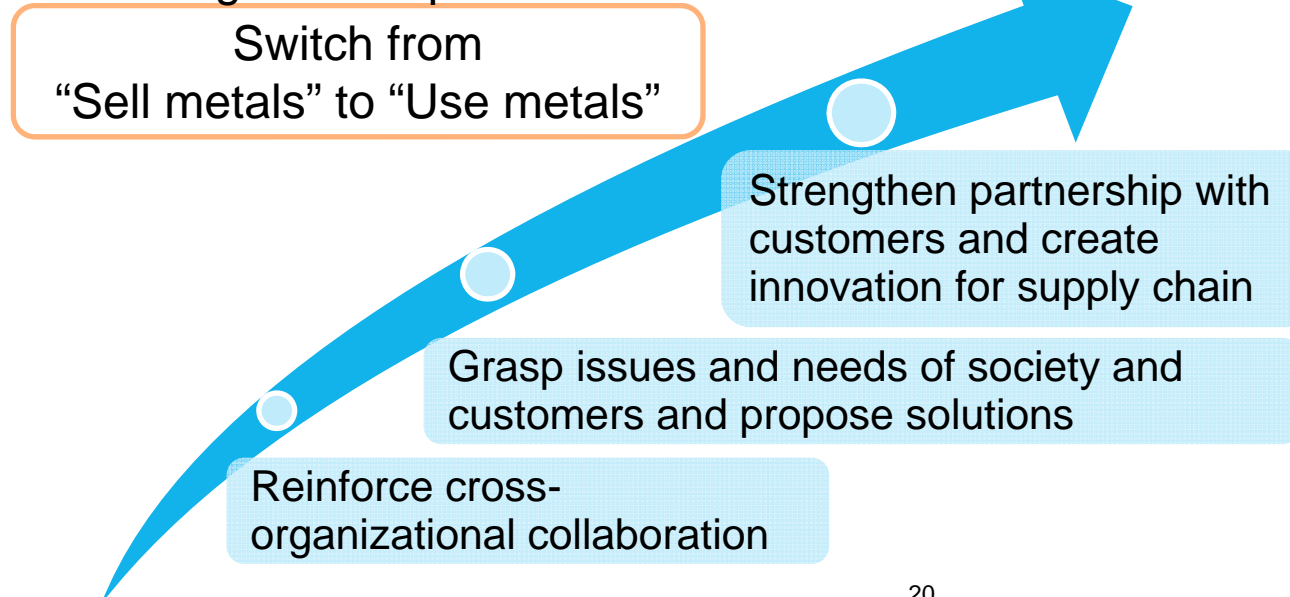 Switch from
“Sell metals” to “Use metals”
Strengthen partnership with
customers and create
innovation for supply chain
Grasp issues and needs of society and
customers and propose solutions
Reinforce cross-
organizational collaboration
20